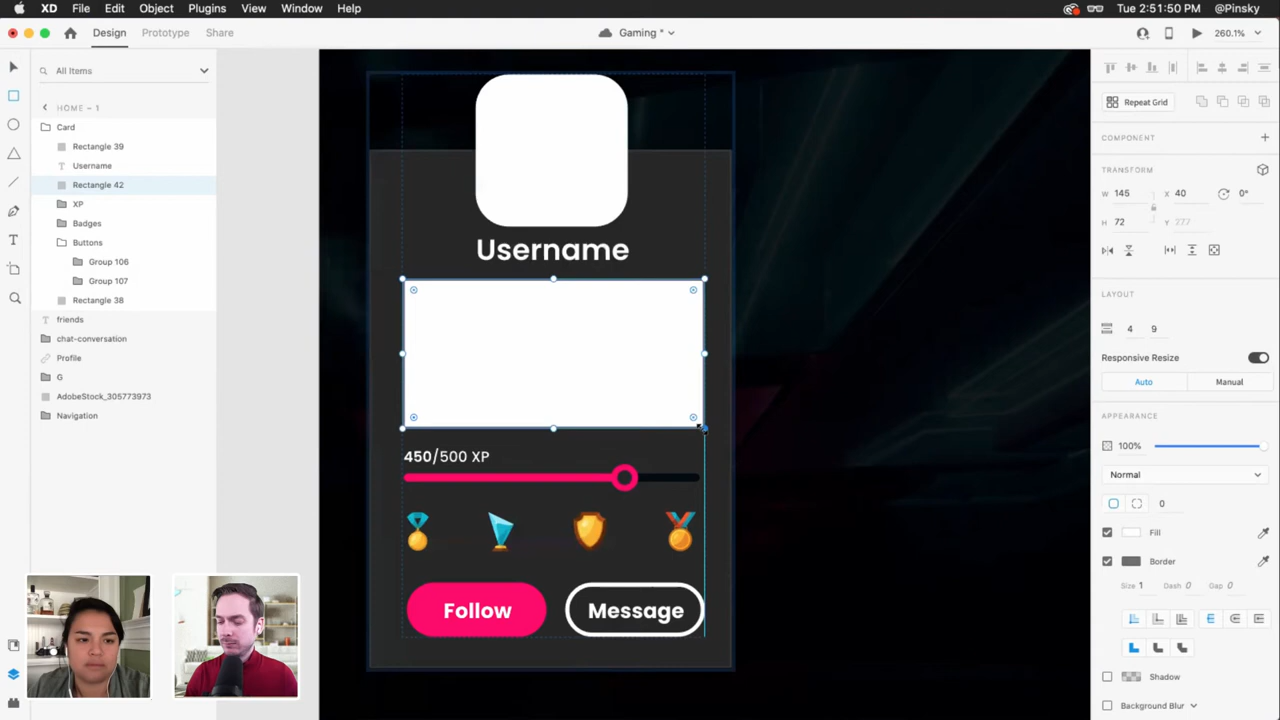 XD File Edit Object Plugins View Window Help Tue 2:51:50 PM @Pinsky
Design Prototype Share Gaming * 260.1%
All Items
HOME – 1
Card
Rectangle 39
Username
Rectangle 42
XP
Badges
Buttons
Group 106
Group 107
Rectangle 38
friends
chat-conversation
Profile
G
AdobeStock_305773973
Navigation
Username
450/500 XP
Follow Message
Repeat Grid
COMPONENT
TRANSFORM
W 145 X 40 0°
H 72 Y 277
LAYOUT
4 9
Responsive Resize
Auto Manual
APPEARANCE
100%
Normal
0
Fill
Border
Size 1 Dash 0 Gap 0
Shadow
Background Blur